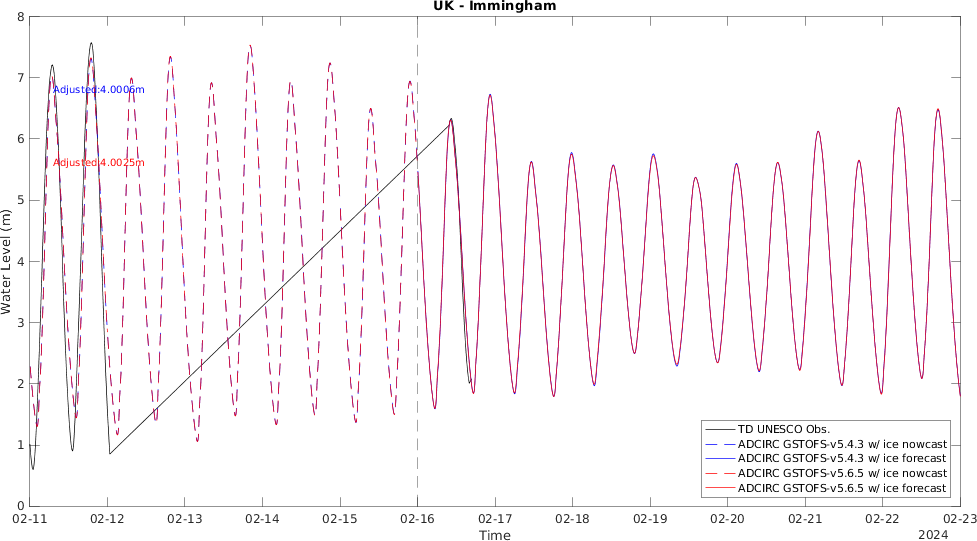 UK - Immingham
8
7
6
5
4
3
2
1
0
Water Level (m)
Adjusted:4.0006m
Adjusted:4.0025m
TD UNESCO Obs.
ADCIRC GSTOFS-v5.4.3 w/ ice nowcast
ADCIRC GSTOFS-v5.4.3 w/ ice forecast
ADCIRC GSTOFS-v5.6.5 w/ ice nowcast
ADCIRC GSTOFS-v5.6.5 w/ ice forecast
02-11 02-12 02-13 02-14 02-15 02-16 02-17 02-18 02-19 02-20 02-21 02-22 02-23
Time
2024